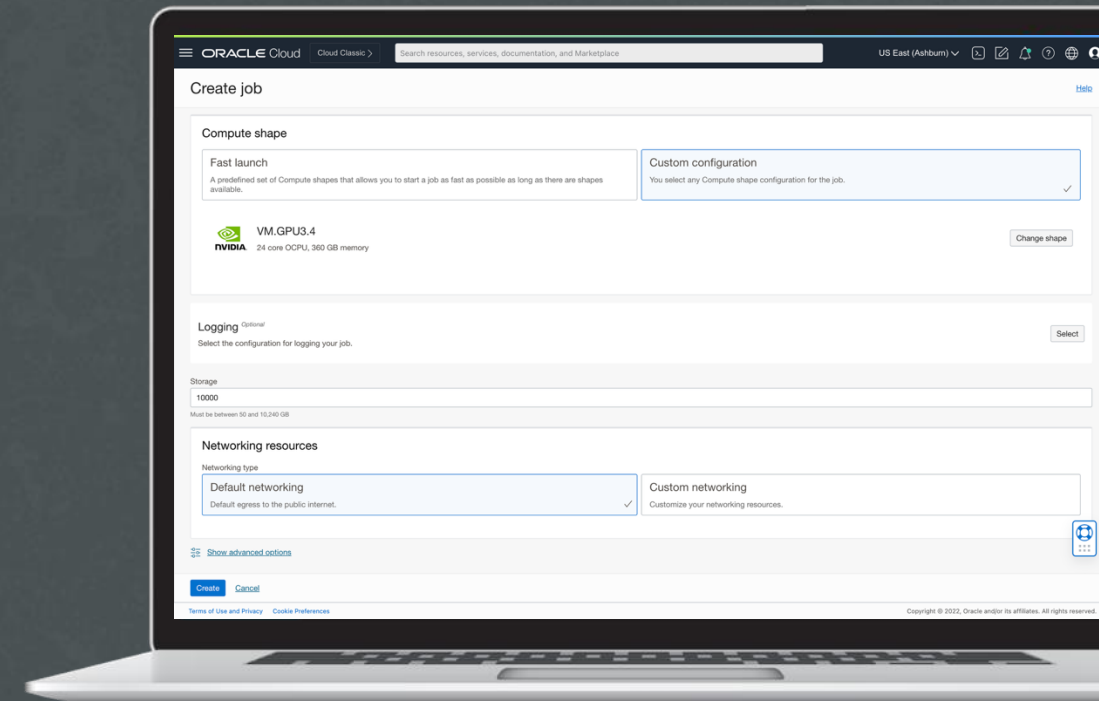 ORACLE Cloud
Cloud Classic >
Search resources, services, documentation, and Marketplace
US East (Ashburn)
Create job
Help
Compute shape
Fast launch
A predefined set of Compute shapes that allows you to start a job as fast as possible as long as there are shapes
available.
Custom configuration
You select any Compute shape configuration for the job.
NVIDIA.
VM.GPU3.4
24 core OCPU, 360 GB memory
Change shape
Logging Optional
Select the configuration for logging your job.
Select
Storage
10000
Must be between 50 and 10,240 GB
Networking resources
Networking type
Default networking
Default egress to the public internet.
Custom networking
Customize your networking resources.
Show advanced options
Create
Cancel
Terms of Use and Privacy
Cookie Preferences
Copyright © 2022, Oracle and/or its affiliates. All rights reserved.